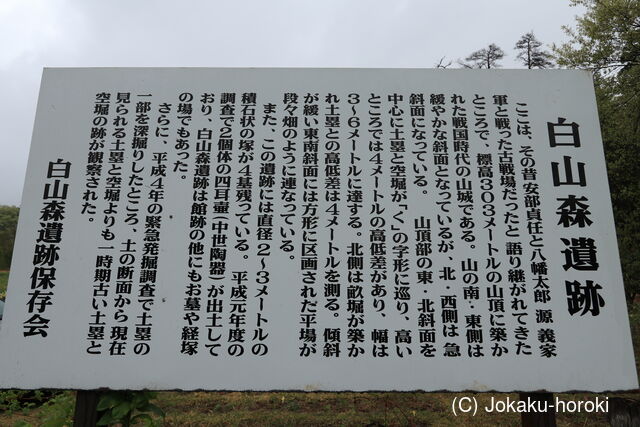 白山森遺跡
ここは、その昔 安部貞任と八幡太郎 源 義家
軍と戦った古戦場だったと語り継がれてきた
ところで、標高303メートルの山頂に築か
れた戦国時代の山城である。山の南・東側は
緩やかな斜面となっているが、北・西側は 急
斜面になっている。 山頂部の東・北斜面を
中心に土塁と空堀が「く」の字形に巡り、高い
ところでは4メートルの高低差があり、幅は
3〜6メートルに達する。北側は畝堀が築か
れ土塁との高低差は4メートルを測る。傾斜
が緩い東南斜面には方形に区画された平場が
段々畑のように連なっている。
また、この遺跡には直径2〜3メートルの
積石状の塚が4基残っている。平成元年度の
調査で2個体の四耳壷（中世陶器）が出土して
おり、白山森遺跡は館跡の他にもお墓や経塚
の場でもあった。
さらに、平成4年の緊急発掘調査で土塁の
一部を深掘りしたところ、土の断面から現在
見られる土塁と空堀よりも一時期古い土塁と
空堀の跡が観察された。
白山森遺跡保存会
(C) Jokaku-horoki